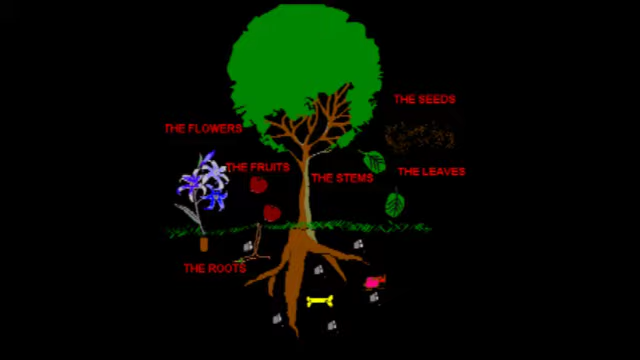 THE SEEDS
THE FLOWERS
THE FRUITS
THE STEMS
THE LEAVES
THE ROOTS